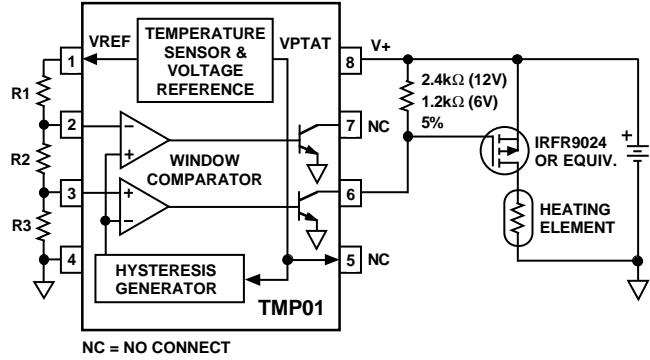 TEMPERATURE
SENSOR &
VOLTAGE
REFERENCE
VREF
VPTAT
1
8
V+
R1
2.4kΩ (12V)
1.2kΩ (6V)
5%
2
7
NC
R2
WINDOW
COMPARATOR
IRFR9024
OR EQUIV.
3
6
HEATING
ELEMENT
R3
4
5
NC
HYSTERESIS
GENERATOR
TMP01
NC = NO CONNECT